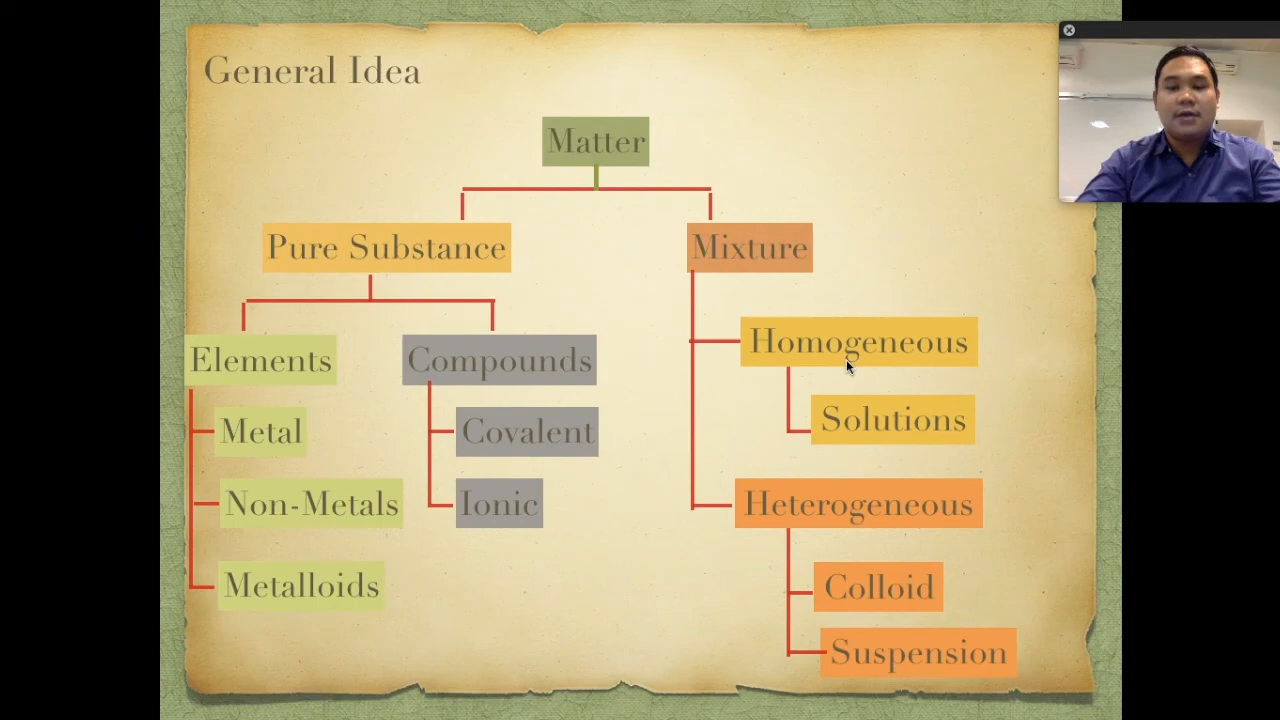 General Idea
Matter
Pure Substance
Mixture
Elements
Metal
Non-Metals
Metalloids
Compounds
Covalent
Ionic
Homogeneous
Solutions
Heterogeneous
Colloid
Suspension